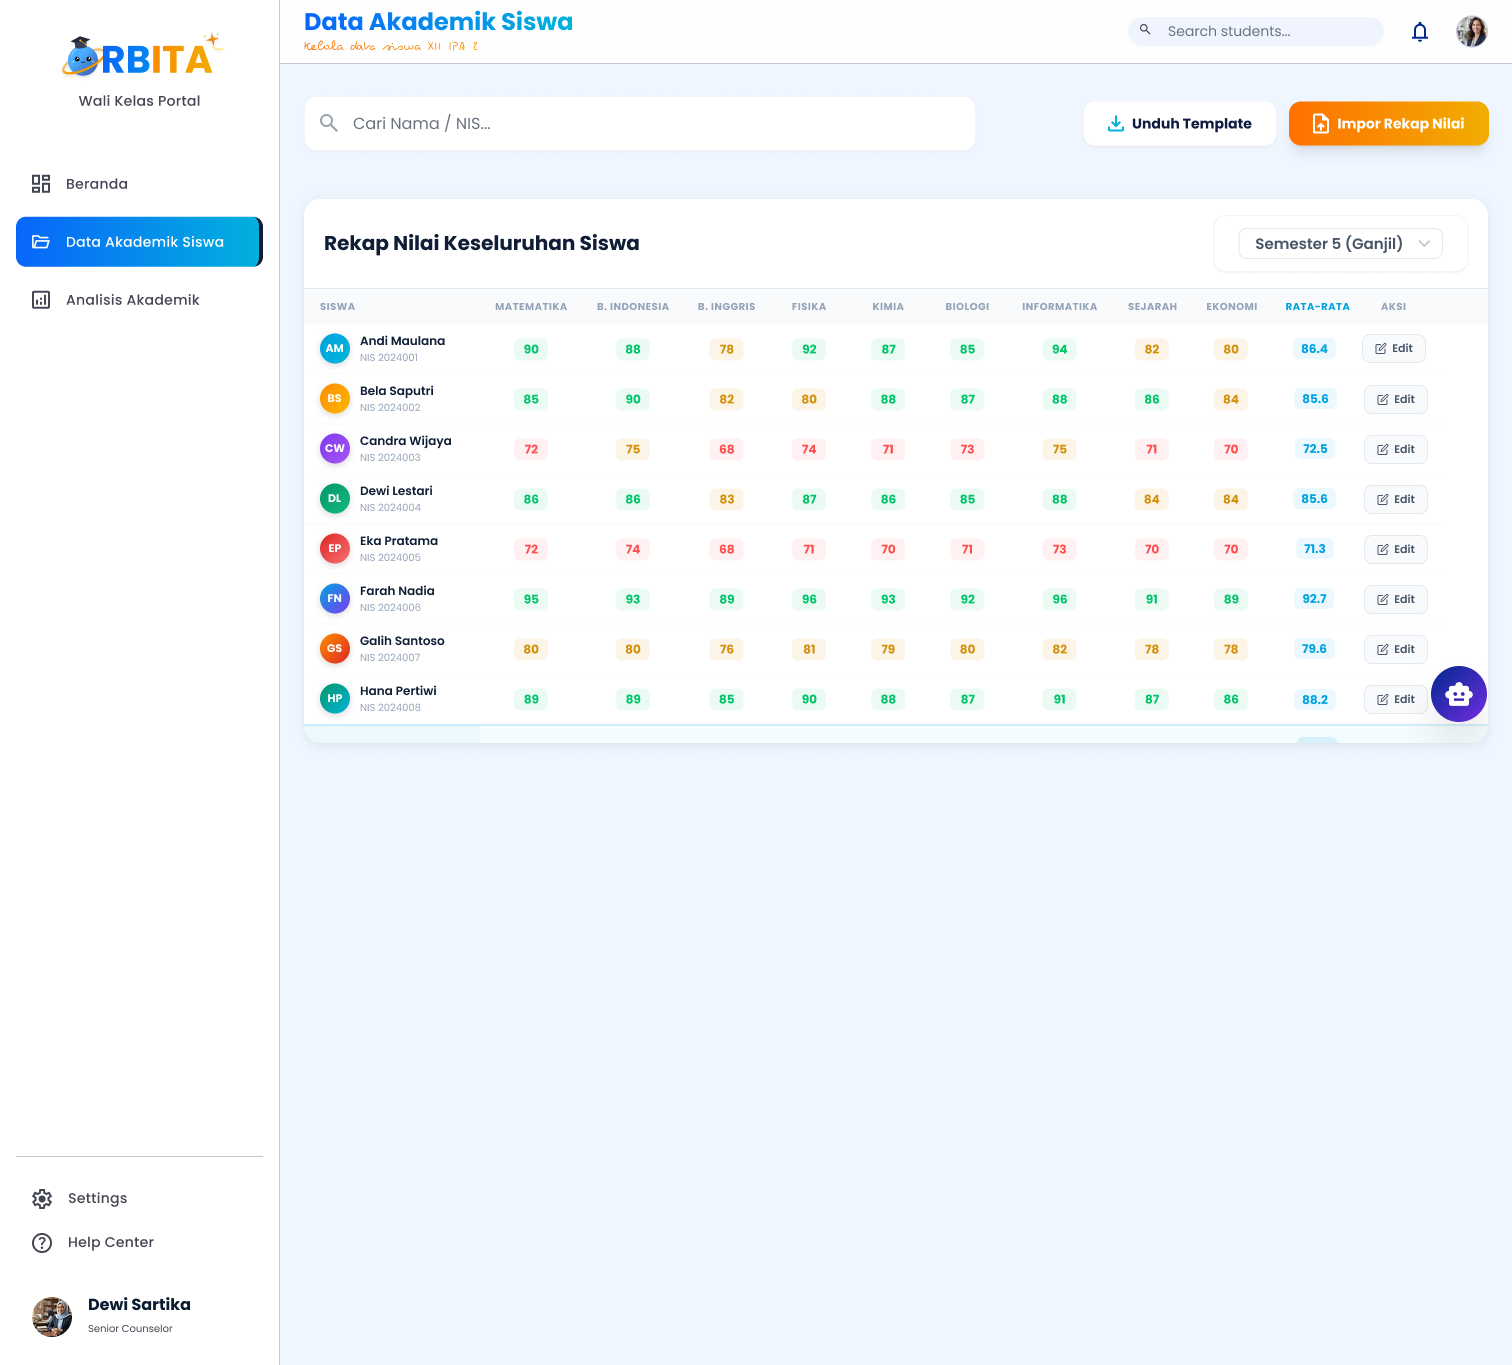 ORBITA
Wali Kelas Portal
Beranda
Data Akademik Siswa
Analisis Akademik
Settings
Help Center
Dewi Sartika
Senior Counselor
Data Akademik Siswa
Kelola data siswa XII IPA 2
Search students...
Cari Nama / NIS...
Unduh Template
Impor Rekap Nilai
Rekap Nilai Keseluruhan Siswa
Semester 5 (Ganjil)
SISWA MATEMATIKA B. INDONESIA B. INGGRIS FISIKA KIMIA BIOLOGI INFORMATIKA SEJARAH EKONOMI RATA-RATA AKSI
AM Andi Maulana 90 88 78 92 87 85 94 82 80 86.4 Edit
NIS 2024001
BS Bela Saputri 85 90 82 80 88 87 88 86 84 85.6 Edit
NIS 2024002
CW Candra Wijaya 72 75 68 74 71 73 75 71 70 72.5 Edit
NIS 2024003
DL Dewi Lestari 86 86 83 87 86 85 88 84 84 85.6 Edit
NIS 2024004
EP Eka Pratama 72 74 68 71 70 71 73 70 70 71.3 Edit
NIS 2024005
FN Farah Nadia 95 93 89 96 93 92 96 91 89 92.7 Edit
NIS 2024006
GS Galih Santoso 80 80 76 81 79 80 82 78 78 79.6 Edit
NIS 2024007
HP Hana Pertiwi 89 89 85 90 88 87 91 87 86 88.2 Edit
NIS 2024008